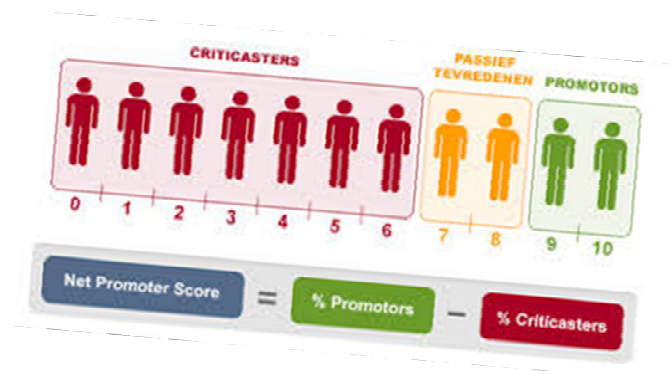 CRITICASTERS
PASSIEF
TEVREDENEN
PROMOTORS
0 1 2 3 4 5 6 7 8 9 10
Net Promoter Score = % Promotors – % Criticasters